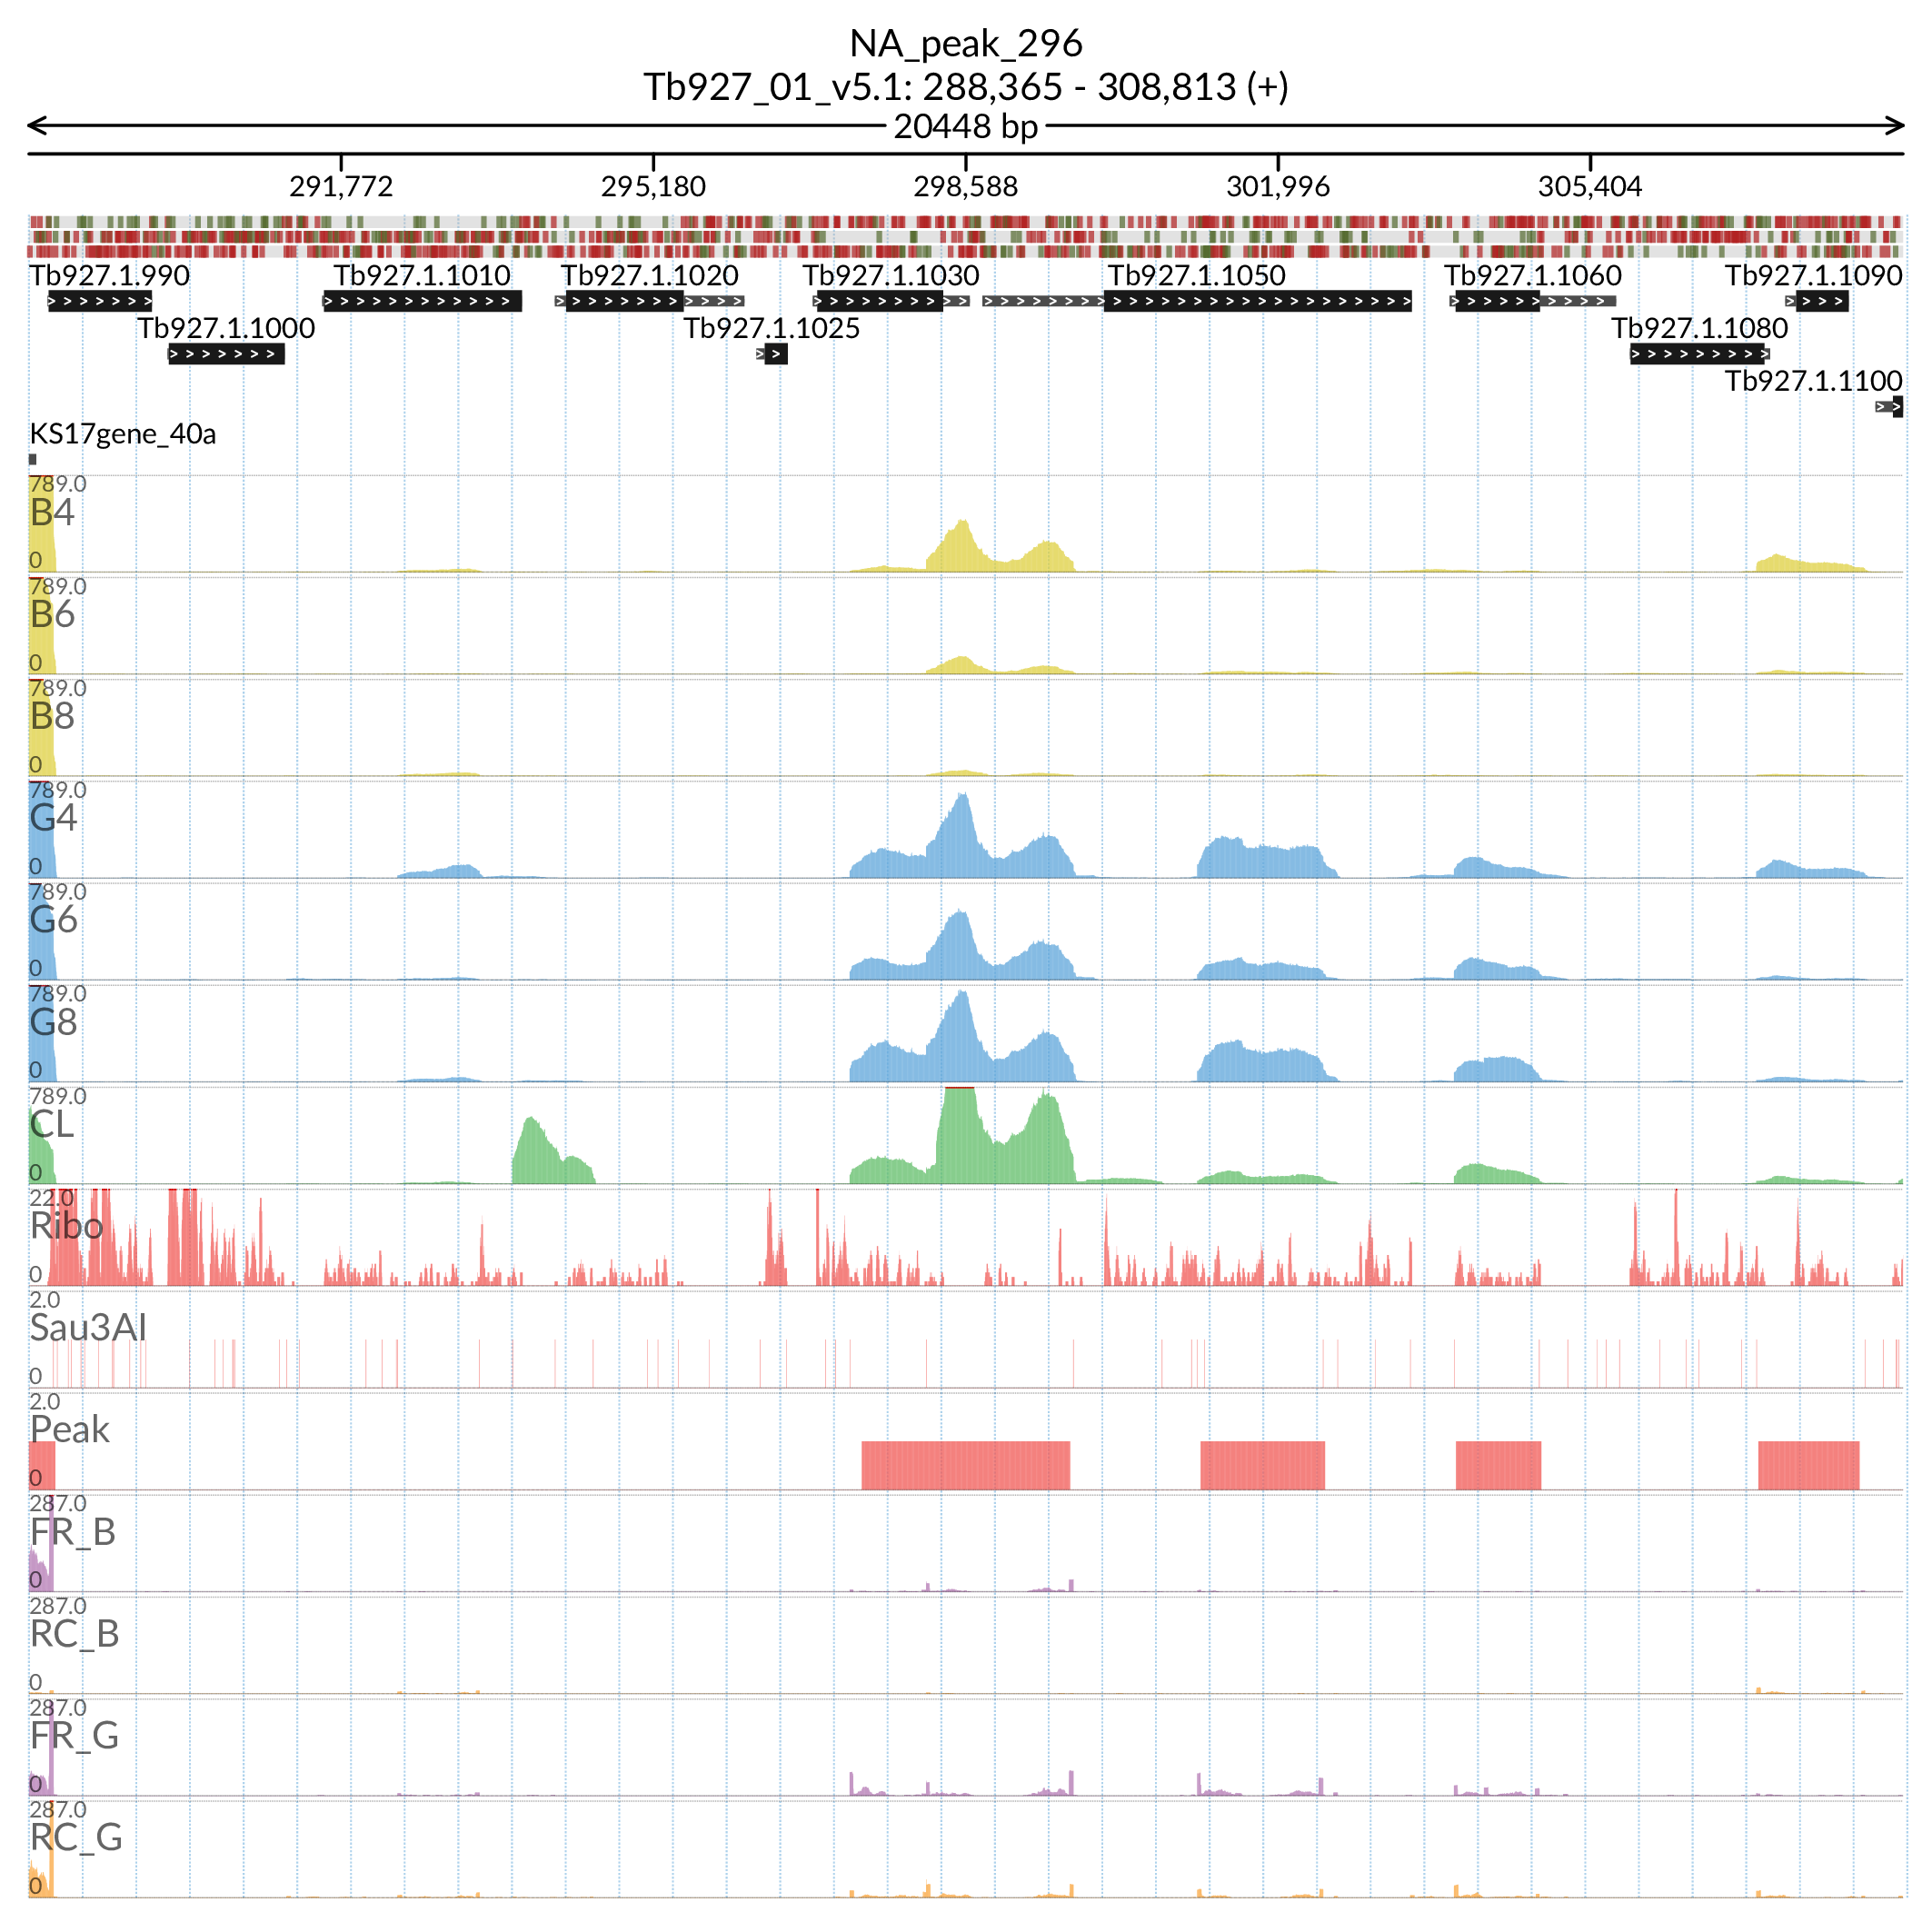 NA_peak_296
Tb927_01_v5.1: 288,365 - 308,813 (+)
20448 bp
291,772 295,180 298,588 301,996 305,404
Tb927.1.990 Tb927.1.1010 Tb927.1.1020 Tb927.1.1030 Tb927.1.1050 Tb927.1.1060 Tb927.1.1090
Tb927.1.1000 Tb927.1.1025 Tb927.1.1080
Tb927.1.1100
KS17gene_40a
789.0
B4
0
789.0
B6
0
789.0
B8
0
789.0
G4
0
789.0
G6
0
789.0
G8
0
789.0
CL
0
22.0
Ribo
0
2.0
Sau3AI
0
2.0
Peak
0
287.0
FR_B
0
287.0
RC_B
0
287.0
FR_G
0
287.0
RC_G
0